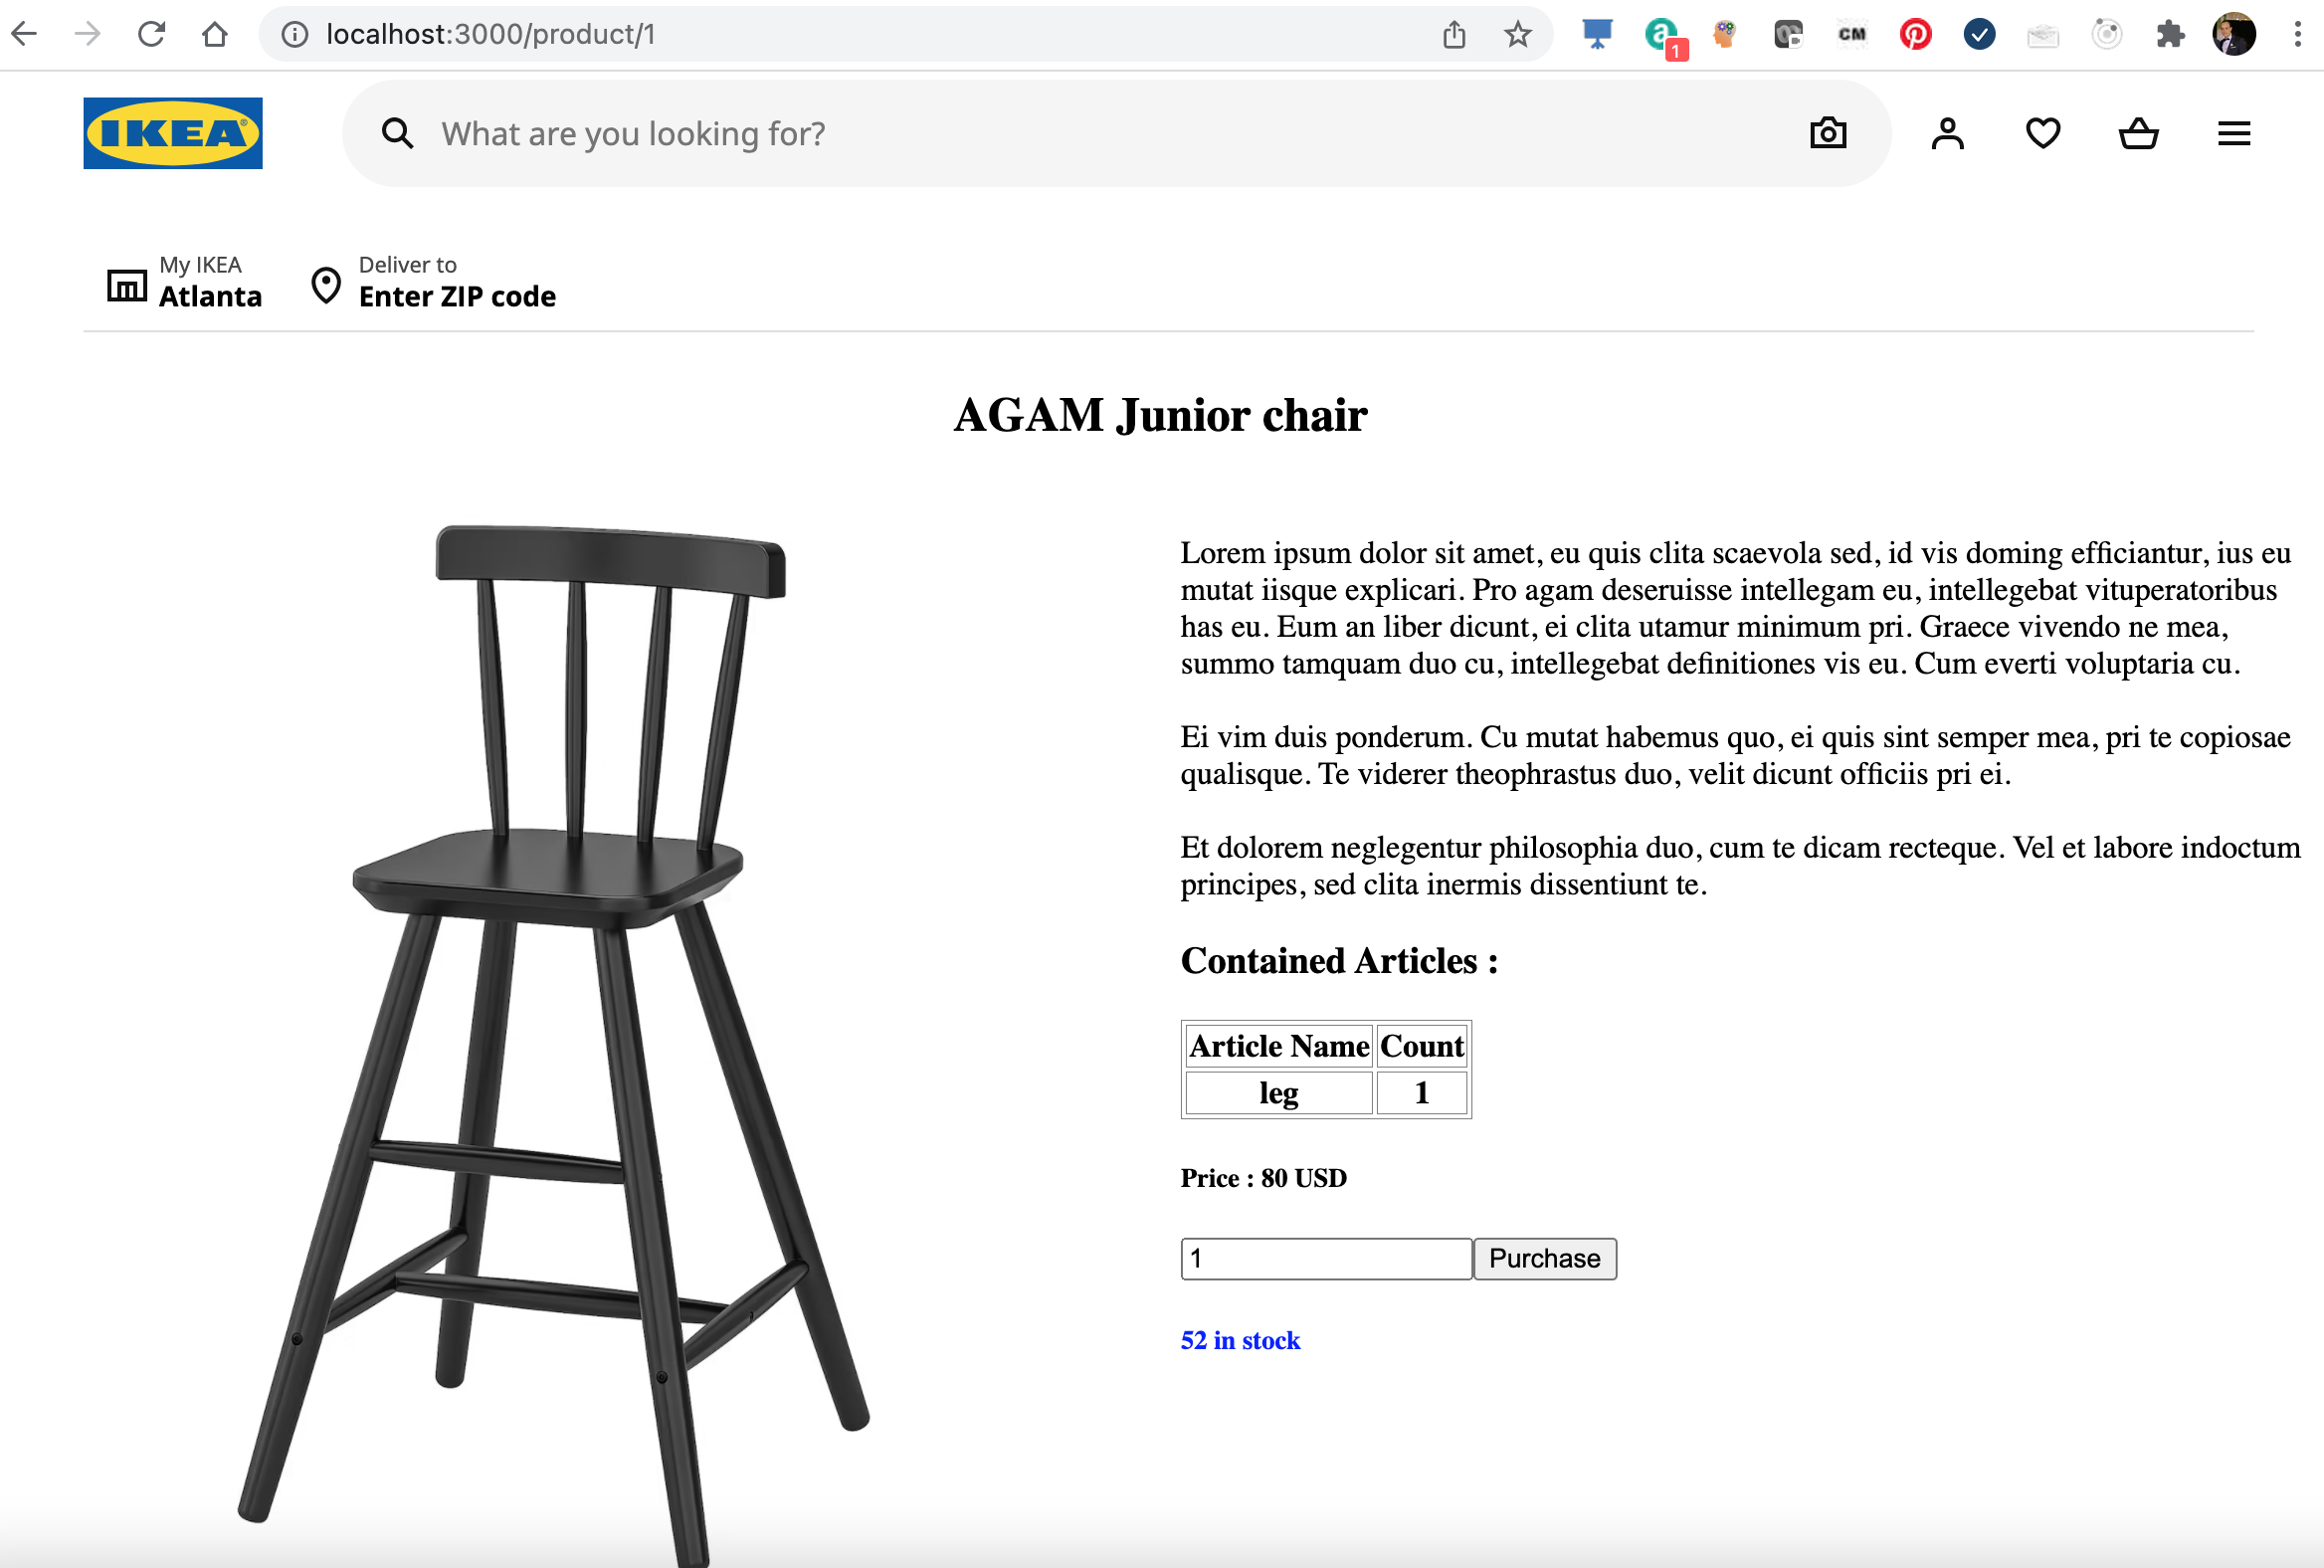 localhost:3000/product/1
a
1
CM
IKEA
What are you looking for?
My IKEA
Atlanta
Deliver to
Enter ZIP code
AGAM Junior chair
Lorem ipsum dolor sit amet, eu quis clita scaevola sed, id vis doming efficiantur, ius eu
mutat iisque explicari. Pro agam deseruisse intellegam eu, intellegebat vituperatoribus
has eu. Eum an liber dicunt, ei clita utamur minimum pri. Graece vivendo ne mea,
summo tamquam duo cu, intellegebat definitiones vis eu. Cum everti voluptaria cu.
Ei vim duis ponderum. Cu mutat habemus quo, ei quis sint semper mea, pri te copiosae
qualisque. Te viderer theophrastus duo, velit dicunt officiis pri ei.
Et dolorem neglegentur philosophia duo, cum te dicam recteque. Vel et labore indoctum
principes, sed clita inermis dissentiunt te.
Contained Articles :
Article Name Count
leg 1
Price : 80 USD
1 Purchase
52 in stock